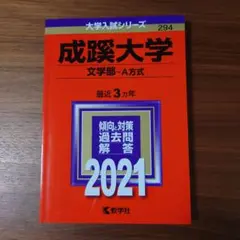 大学入試シリーズ
294
成蹊大学
文学部-A方式
最近3カ年
傾向と対策
過去問
解答
2021
教学社